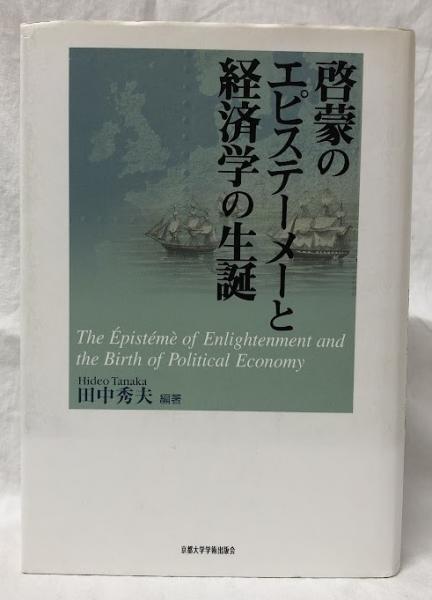 啓蒙の
エピステーメーと
経済学の生誕
The Épistémè of Enlightenment and
the Birth of Political Economy
Hideo Tanaka
田中秀夫 編著
京都大学学術出版会